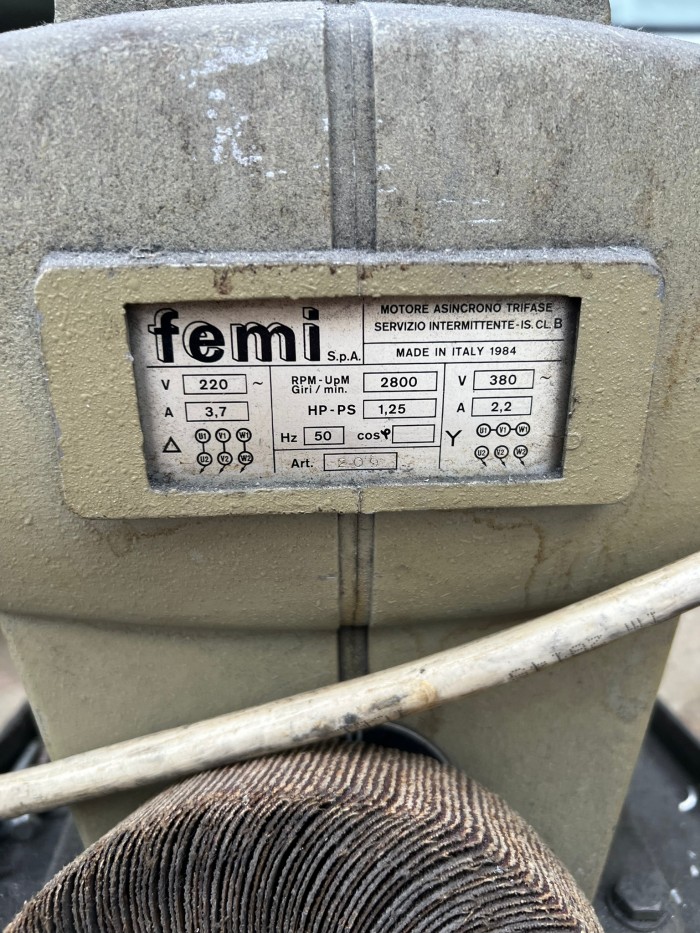 femi S.p.A.
MOTORE ASINCRONO TRIFASE
SERVIZIO INTERMITTENTE-IS. CL. B
MADE IN ITALY 1984
V 220 ~
A 3,7
△ U1 V1 W1
U2 V2 W2
RPM-UpM
Giri / min. 2800
HP-PS 1,25
Hz 50 cosφ
Art.
V 380 ~
A 2,2
Y U1 V1 W1
U2 V2 W2